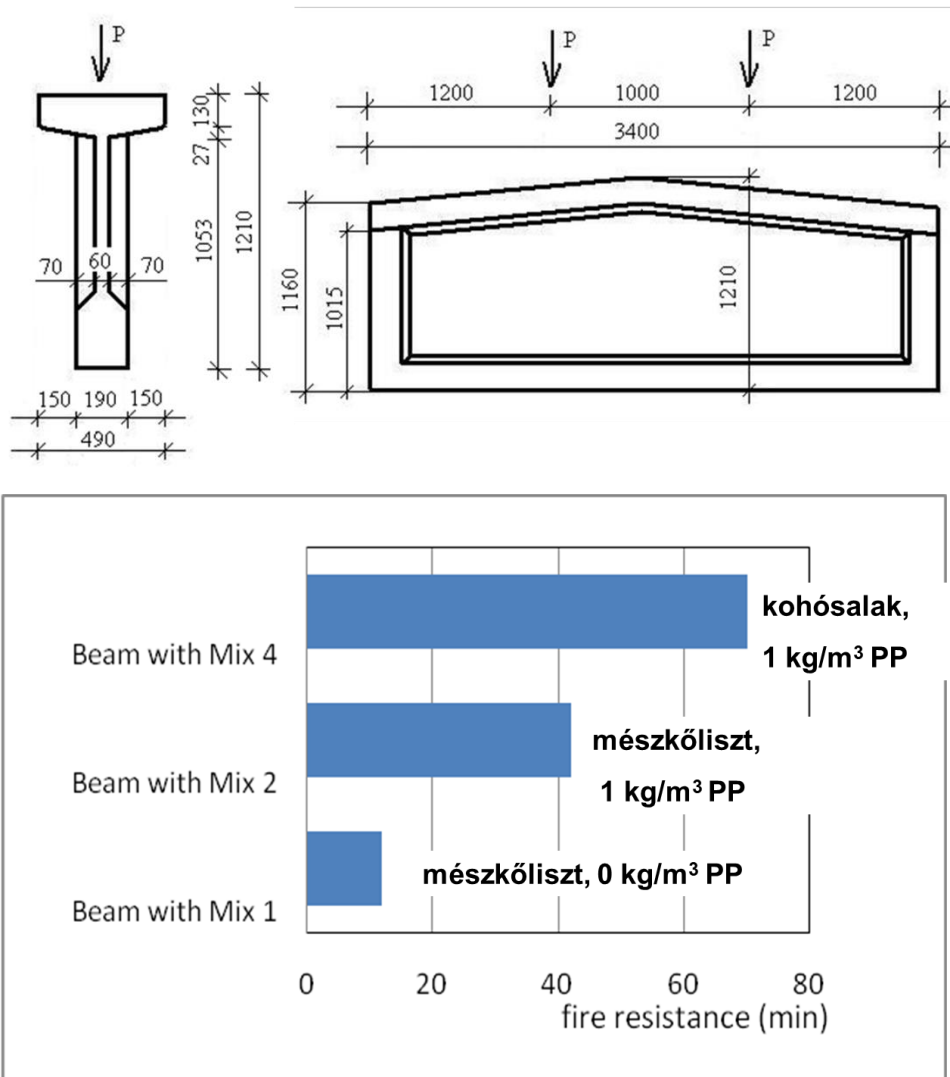 P
130
27
1053
1210
70
60
70
150
190
150
490
P
P
1200
1000
1200
3400
1160
1015
1210
Beam with Mix 4
kohósalak,
1 kg/m³ PP
Beam with Mix 2
mészkőliszt,
1 kg/m³ PP
Beam with Mix 1
mészkőliszt, 0 kg/m³ PP
0 20 40 60 80
fire resistance (min)